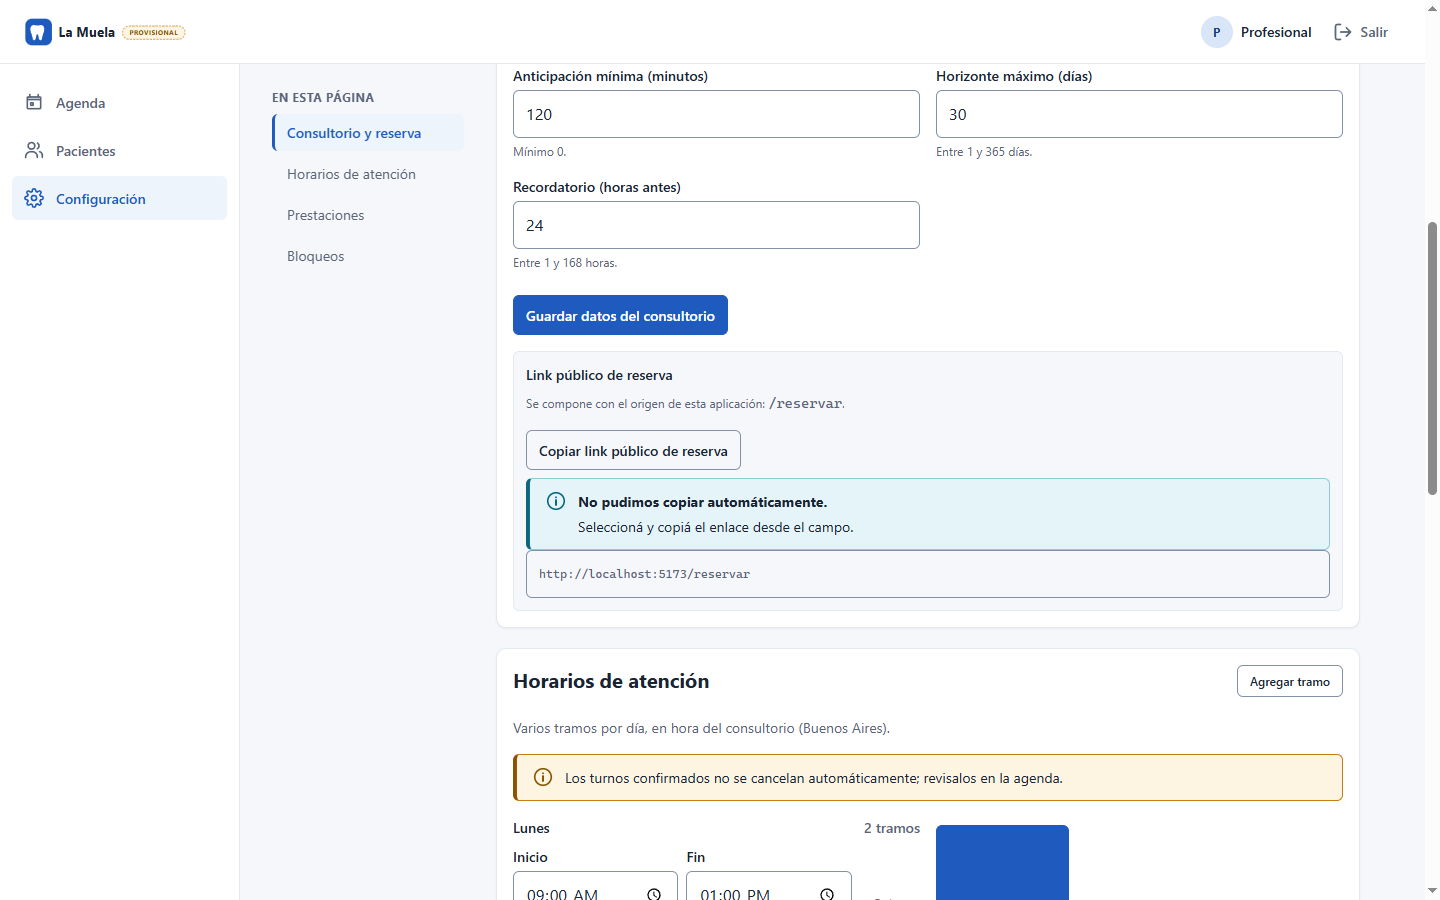 La Muela PROVISIONAL
P Profesional Salir
Agenda
Pacientes
Configuración
EN ESTA PÁGINA
Consultorio y reserva
Horarios de atención
Prestaciones
Bloqueos
Anticipación mínima (minutos)
120
Mínimo 0.
Horizonte máximo (días)
30
Entre 1 y 365 días.
Recordatorio (horas antes)
24
Entre 1 y 168 horas.
Guardar datos del consultorio
Link público de reserva
Se compone con el origen de esta aplicación: /reservar.
Copiar link público de reserva
No pudimos copiar automáticamente.
Seleccioná y copiá el enlace desde el campo.
http://localhost:5173/reservar
Horarios de atención
Agregar tramo
Varios tramos por día, en hora del consultorio (Buenos Aires).
Los turnos confirmados no se cancelan automáticamente; revisalos en la agenda.
Lunes
2 tramos
Inicio
Fin
09:00 AM
01:00 PM